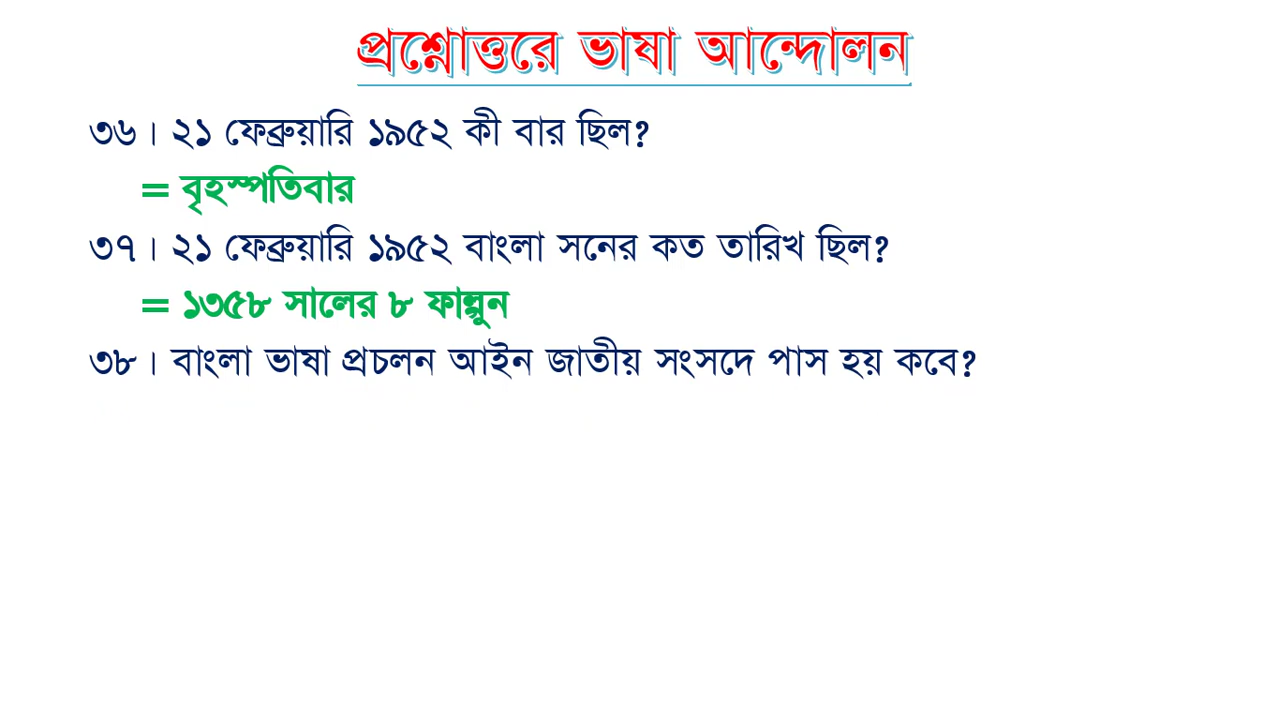 প্রশ্নোত্তরে ভাষা আন্দোলন
৩৬। ২১ ফেব্রুয়ারি ১৯৫২ কী বার ছিল?
= বৃহস্পতিবার
৩৭। ২১ ফেব্রুয়ারি ১৯৫২ বাংলা সনের কত তারিখ ছিল?
= ১৩৫৮ সালের ৮ ফাল্গুন
৩৮। বাংলা ভাষা প্রচলন আইন জাতীয় সংসদে পাস হয় কবে?